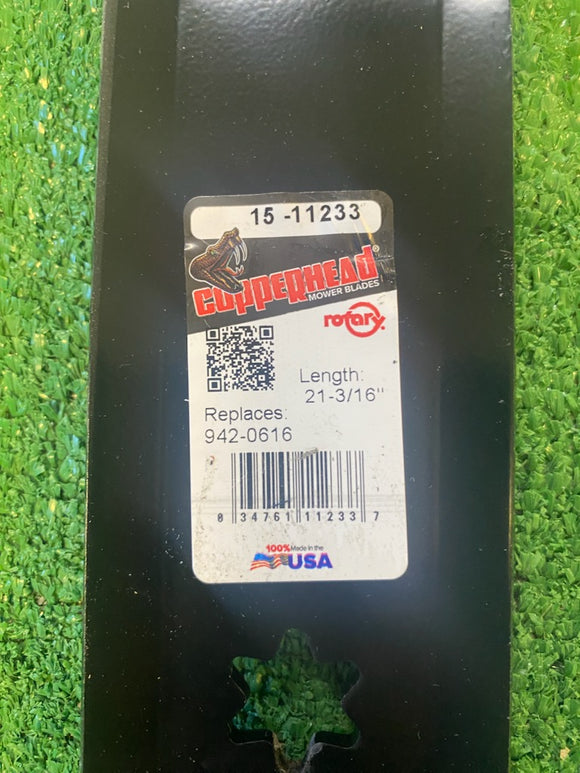 15 -11233
COPPERHEAD®
MOWER BLADES
rotary.
Length:
21-3/16"
Replaces:
942-0616
0 34761 11233 7
100% Made in the
USA